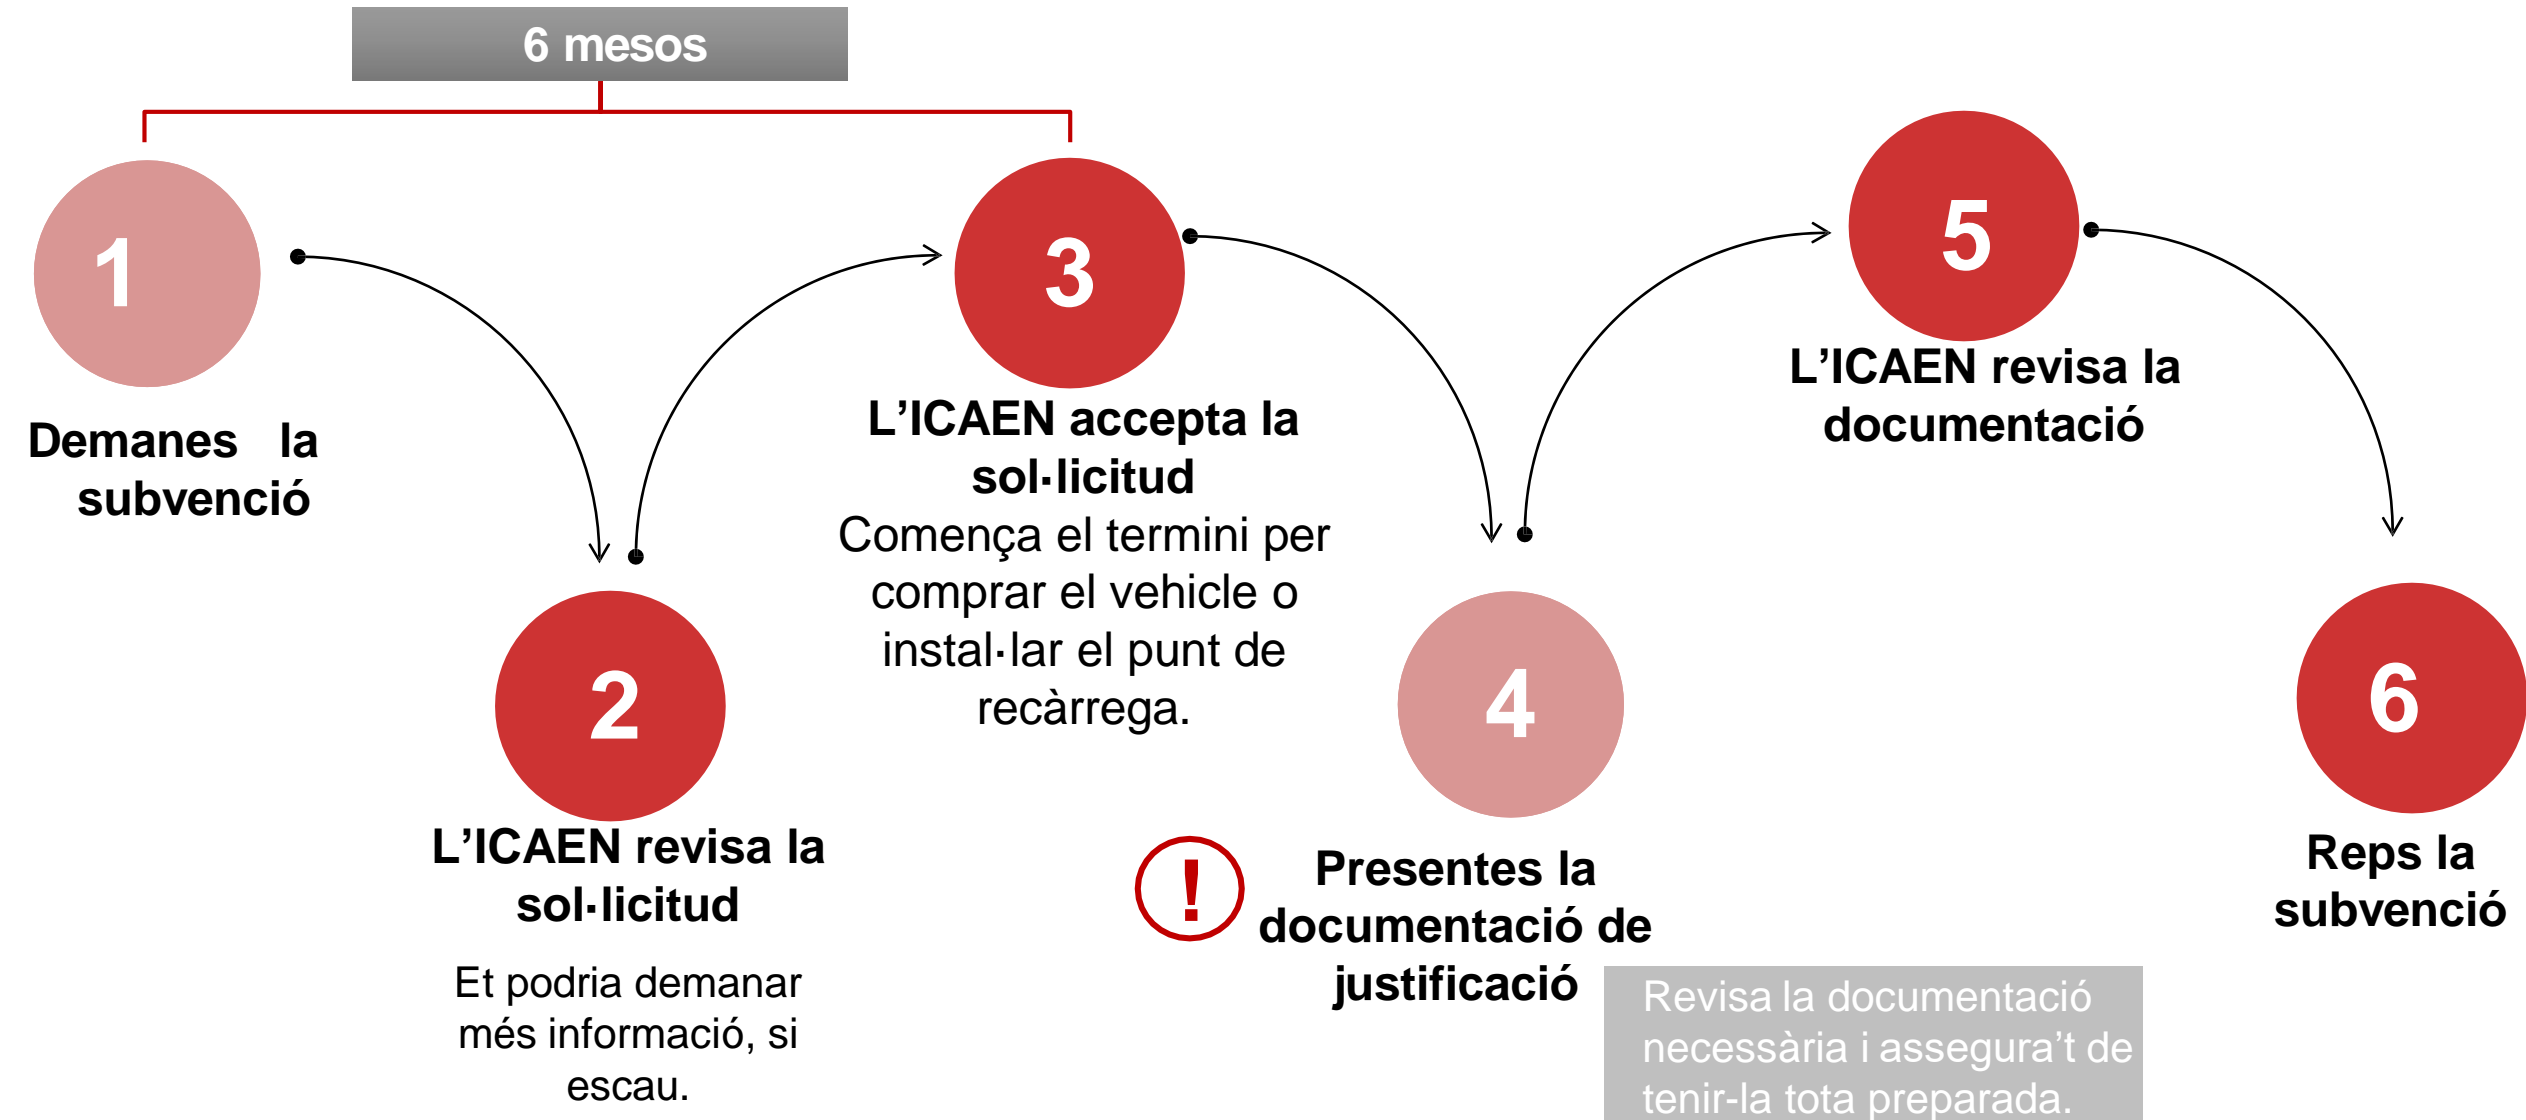 6 mesos
1
Demanes la
subvenció
2
L’ICAEN revisa la
sol·licitud
Et podria demanar
més informació, si
escau.
3
L’ICAEN accepta la
sol·licitud
Comença el termini per
comprar el vehicle o
instal·lar el punt de
recàrrega.
4
!
Presentes la
documentació de
justificació
Revisa la documentació
necessària i assegura’t de
tenir-la tota preparada.
5
L’ICAEN revisa la
documentació
6
Reps la
subvenció